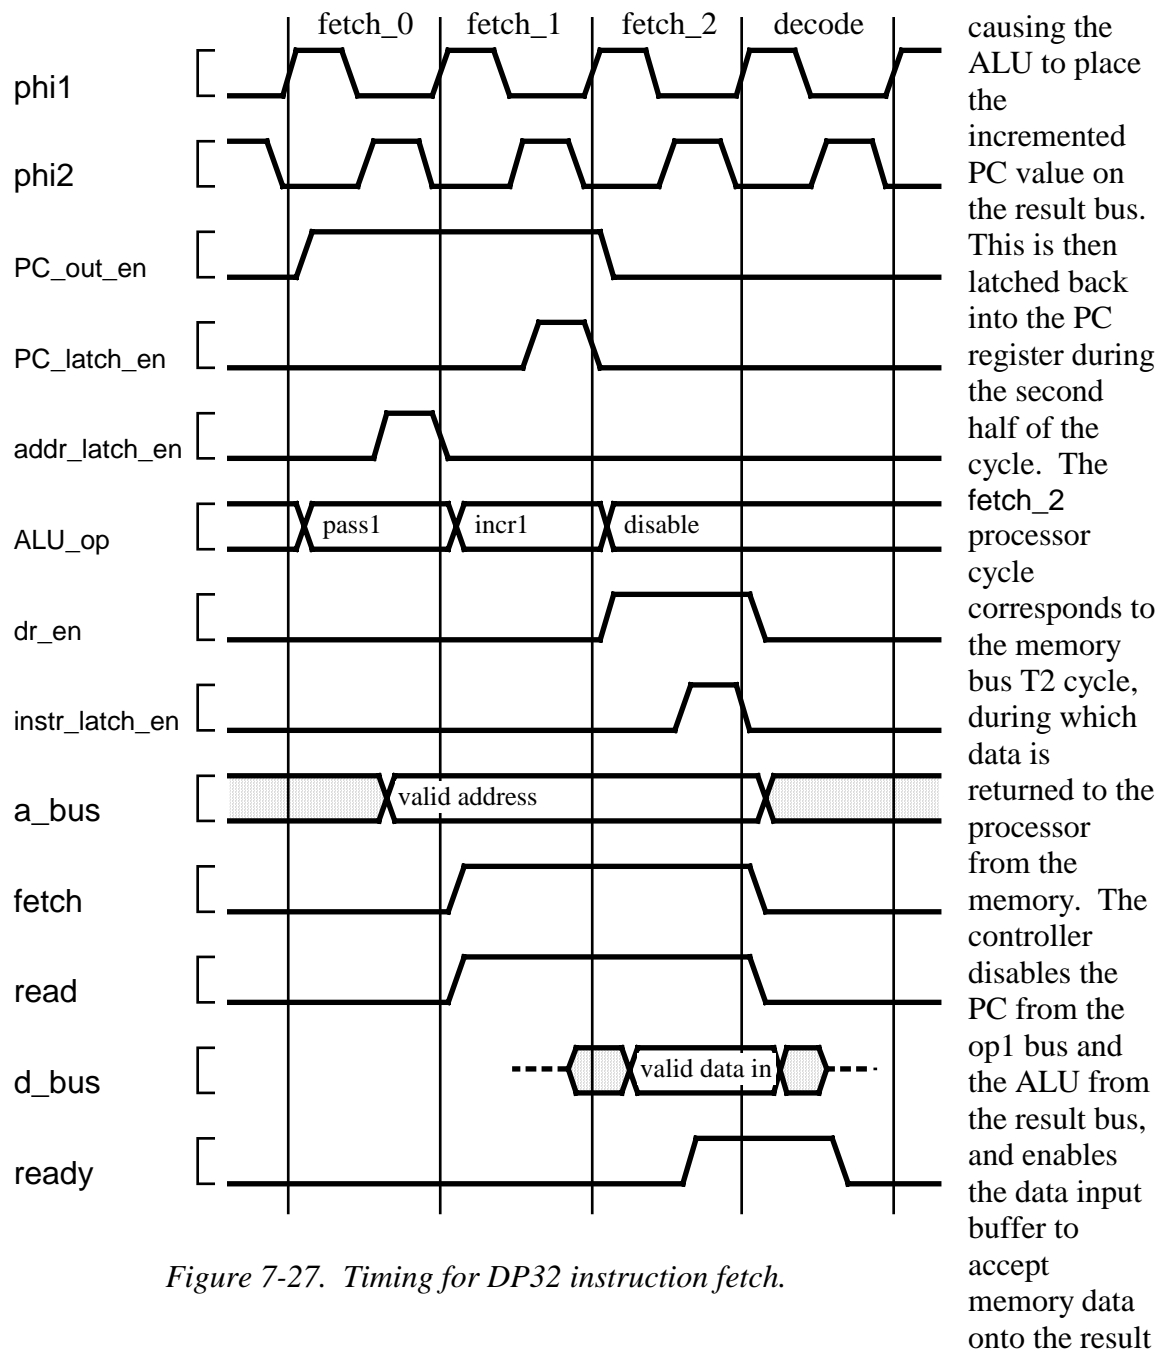 fetch_0 fetch_1 fetch_2 decode
phi1
phi2
PC_out_en
PC_latch_en
addr_latch_en
ALU_op pass1 incr1 disable
dr_en
instr_latch_en
a_bus valid address
fetch
read
d_bus valid data in
ready
Figure 7-27. Timing for DP32 instruction fetch.
causing the
ALU to place
the
incremented
PC value on
the result bus.
This is then
latched back
into the PC
register during
the second
half of the
cycle. The
fetch_2
processor
cycle
corresponds to
the memory
bus T2 cycle,
during which
data is
returned to the
processor
from the
memory. The
controller
disables the
PC from the
op1 bus and
the ALU from
the result bus,
and enables
the data input
buffer to
accept
memory data
onto the result